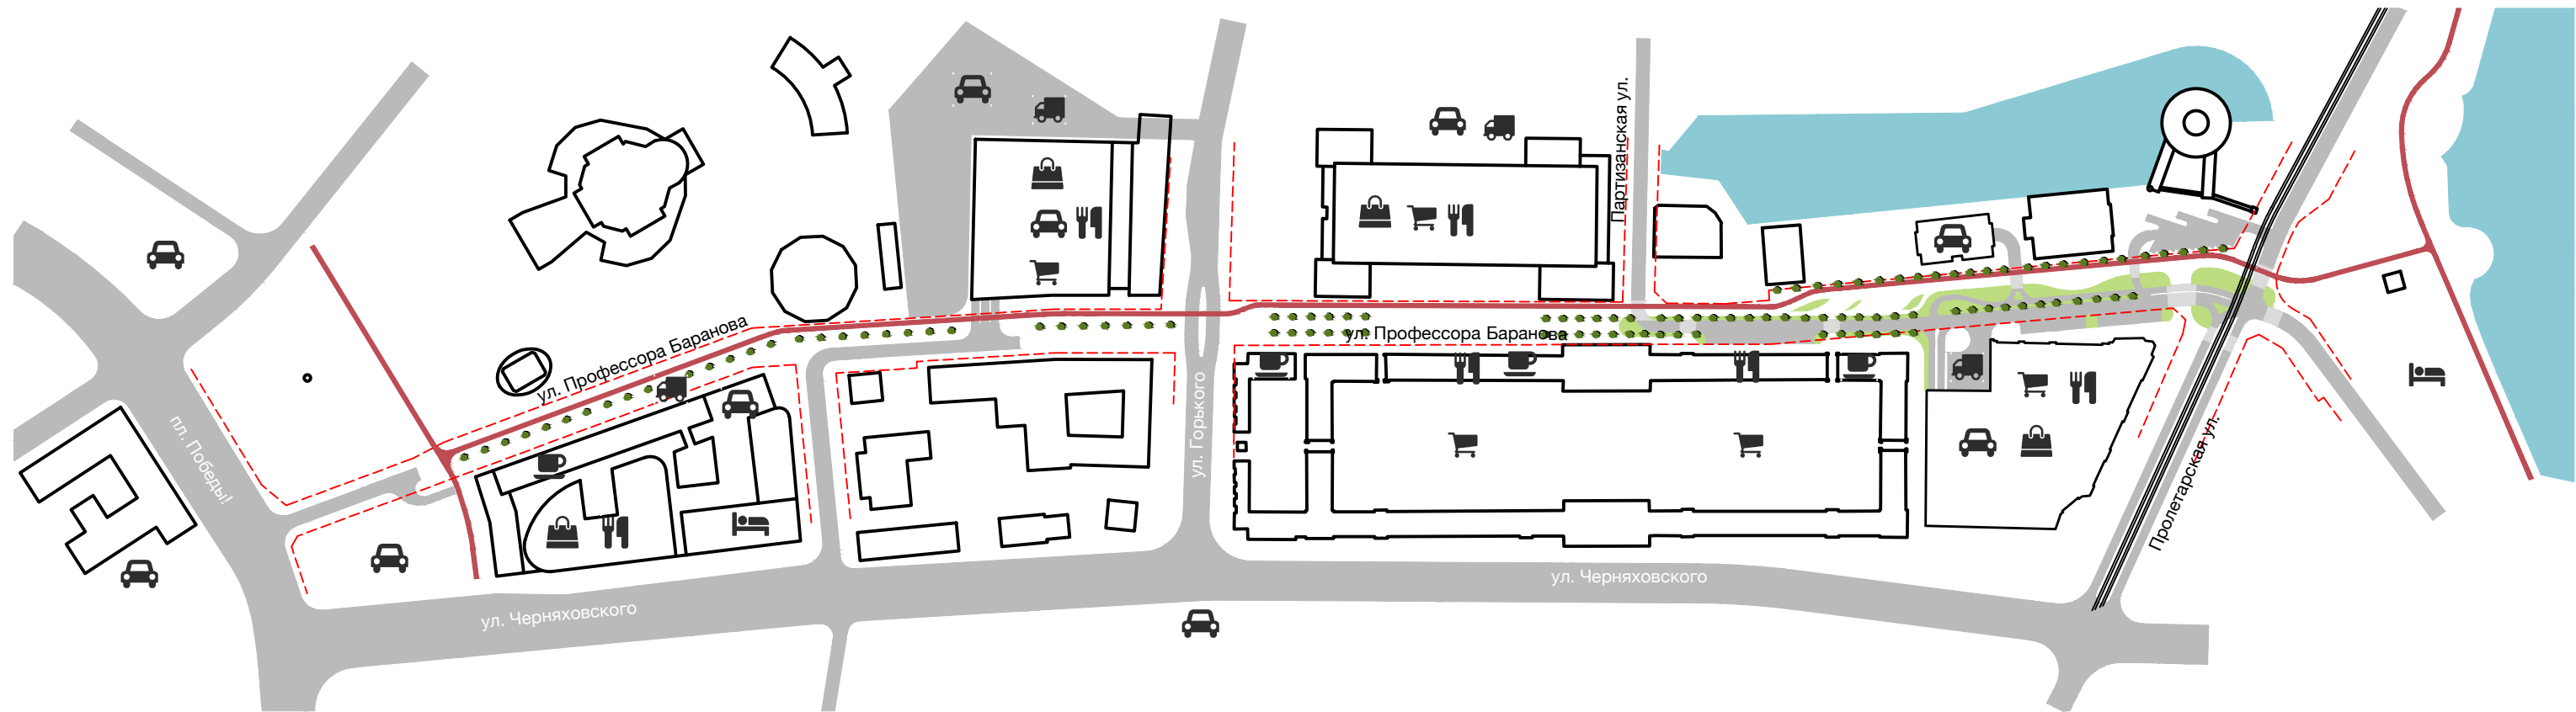 Партизанская ул.
ул. Профессора Баранова
ул. Профессора Баранова
пл. Победы!
ул. Горького
Пролетарская ул.
ул. Черняховского
ул. Черняховского